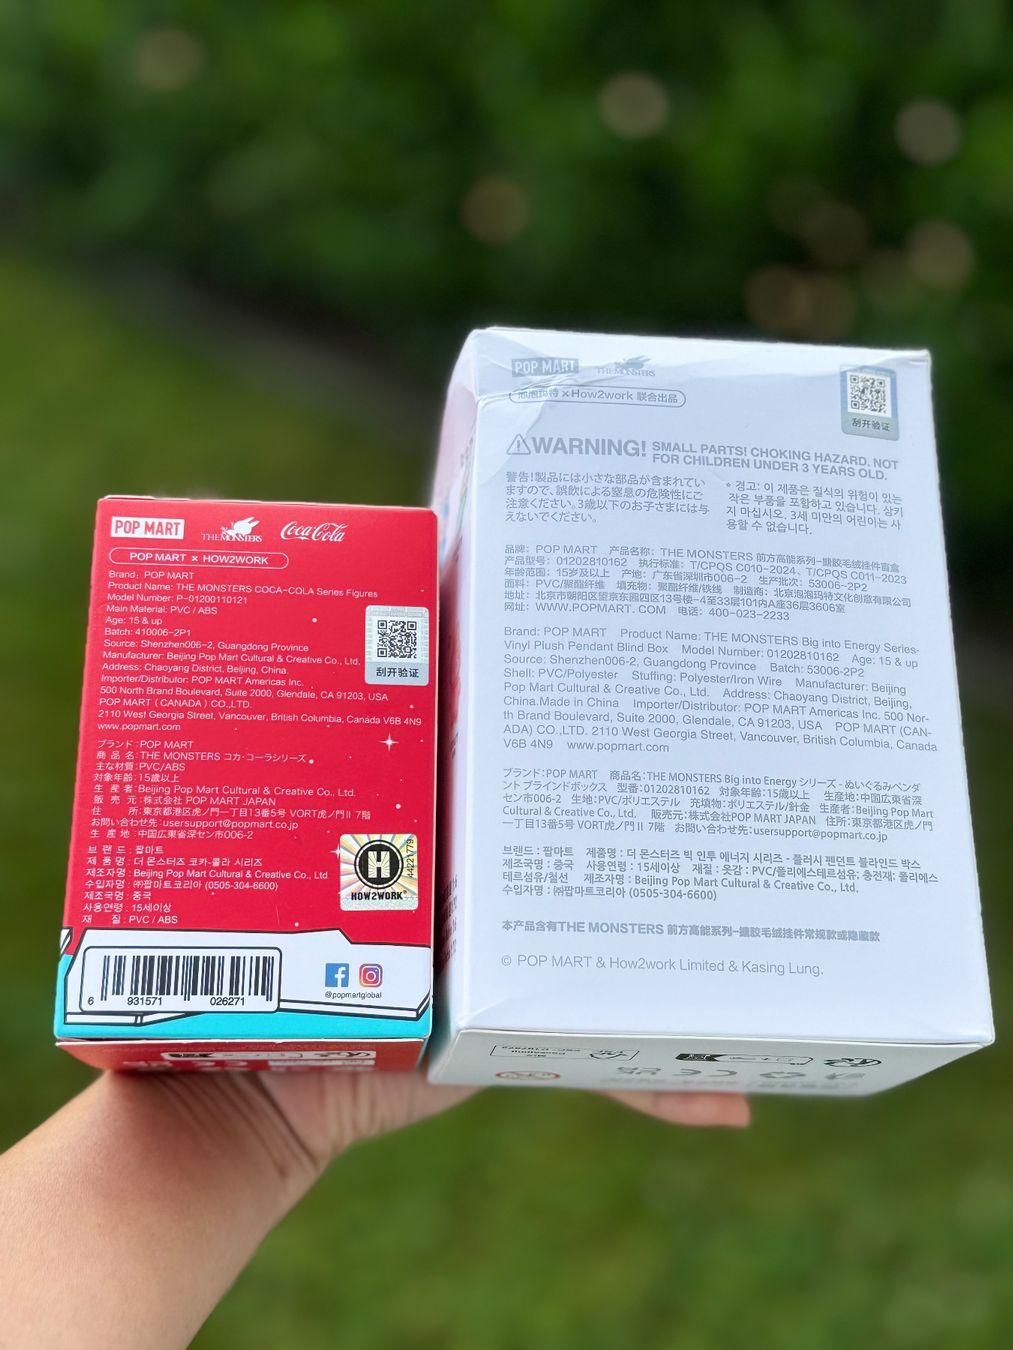 POP MART
THE MONSTERS
Coca-Cola
POP MART × HOW2WORK
Brand: POP MART
Product Name: THE MONSTERS COCA-COLA Series Figures
Model Number: P-01200110121
Main Material: PVC / ABS
Age: 15 & up
Batch: 410006-2P1
Source: Shenzhen006-2, Guangdong Province
Manufacturer: Beijing Pop Mart Cultural & Creative Co., Ltd.
Address: Chaoyang District, Beijing, China.
Importer/Distributor: POP MART Americas Inc.
500 North Brand Boulevard, Suite 2000, Glendale, CA 91203, USA
POP MART ( CANADA ) CO.,LTD.
2110 West Georgia Street, Vancouver, British Columbia, Canada V6B 4N9
www.popmart.com
刮开验证
ブランド:POP MART
商 品 名:THE MONSTERS コカ·コーラシリーズ
主な材質:PVC/ABS
対象年齢:15歳以上
生 産 者:Beijing Pop Mart Cultural & Creative Co., Ltd.
販 売 元:株式会社 POP MART JAPAN
住 所:東京都港区虎ノ門一丁目13番5号 VORT虎ノ門II 7階
お問い合わせ先:usersupport@popmart.co.jp
生 産 地:中国広東省深セン市006-2
브 랜 드 : 팝마트
제 품 명 : 더 몬스터즈 코카-콜라 시리즈
제조자명 : Beijing Pop Mart Cultural & Creative Co., Ltd
수입자명 : ㈜팝마트코리아 (0505-304-6600)
제조국명 : 중국
사용연령 : 15세이상
재 질 : PVC / ABS
H
HOW2WORK
44221779
6 931571 026271
@popmartglobal
POP MART
THE MONSTERS
泡泡玛特 ×How2work 联合出品
刮开验证
WARNING! SMALL PARTS! CHOKING HAZARD. NOT
FOR CHILDREN UNDER 3 YEARS OLD.
警告!製品には小さな部品が含まれてい
ますので、誤飲による窒息の危険性にご
注意ください。3歳以下のお子さまには与
えないでください。
* 경고: 이 제품은 질식의 위험이 있는
작은 부품을 포함하고 있습니다. 삼키
지 마십시오. 3세 미만의 어린이는 사
용할 수 없습니다.
品牌: POP MART 产品名称: THE MONSTERS 前方高能系列-搪胶毛绒挂件盲盒
产品型号: 01202810162 执行标准: T/CPQS C010-2024, T/CPQS C011-2023
年龄范围: 15岁及以上 产地: 广东省深圳市006-2 生产批次: 53006-2P2
面料: PVC/聚酯纤维 填充物: 聚酯纤维/铁线 制造商: 北京泡泡玛特文化创意有限公司
地址: 北京市朝阳区望京东园四区13号楼-4至33层101内A座36层3606室
网址: WWW.POPMART. COM 电话: 400-023-2233
Brand: POP MART Product Name: THE MONSTERS Big into Energy Series-
Vinyl Plush Pendant Blind Box Model Number: 01202810162 Age: 15 & up
Source: Shenzhen006-2, Guangdong Province Batch: 53006-2P2
Shell: PVC/Polyester Stuffing: Polyester/Iron Wire Manufacturer: Beijing
Pop Mart Cultural & Creative Co., Ltd. Address: Chaoyang District, Beijing,
China.Made in China Importer/Distributor: POP MART Americas Inc. 500 Nor-
th Brand Boulevard, Suite 2000, Glendale, CA 91203, USA POP MART (CAN-
ADA) CO.,LTD. 2110 West Georgia Street, Vancouver, British Columbia, Canada
V6B 4N9 www.popmart.com
ブランド:POP MART 商品名:THE MONSTERS Big into Energy シリーズ - ぬいぐるみペンダ
ント ブラインドボックス 型番:01202810162 対象年齢:15歳以上 生産地:中国広東省深
セン市006-2 生地:PVC/ポリエステル 充填物:ポリエステル/針金 生産者:Beijing Pop Mart
Cultural & Creative Co., Ltd. 販売元:株式会社POP MART JAPAN 住所:東京都港区虎ノ門
一丁目13番5号 VORT虎ノ門II 7階 お問い合わせ先:usersupport@popmart.co.jp
브랜드 : 팝마트 제품명 : 더 몬스터즈 빅 인투 에너지 시리즈 - 플러시 펜던트 블라인드 박스
제조국명 : 중국 사용연령 : 15세이상 재질 : 겉감 : PVC/폴리에스테르섬유; 충전재: 폴리에스
테르섬유/철선 제조자명 : Beijing Pop Mart Cultural & Creative Co., Ltd.
수입자명 : ㈜팝마트코리아 (0505-304-6600)
本产品含有THE MONSTERS 前方高能系列-搪胶毛绒挂件常规款或隐藏款
© POP MART & How2work Limited & Kasing Lung.